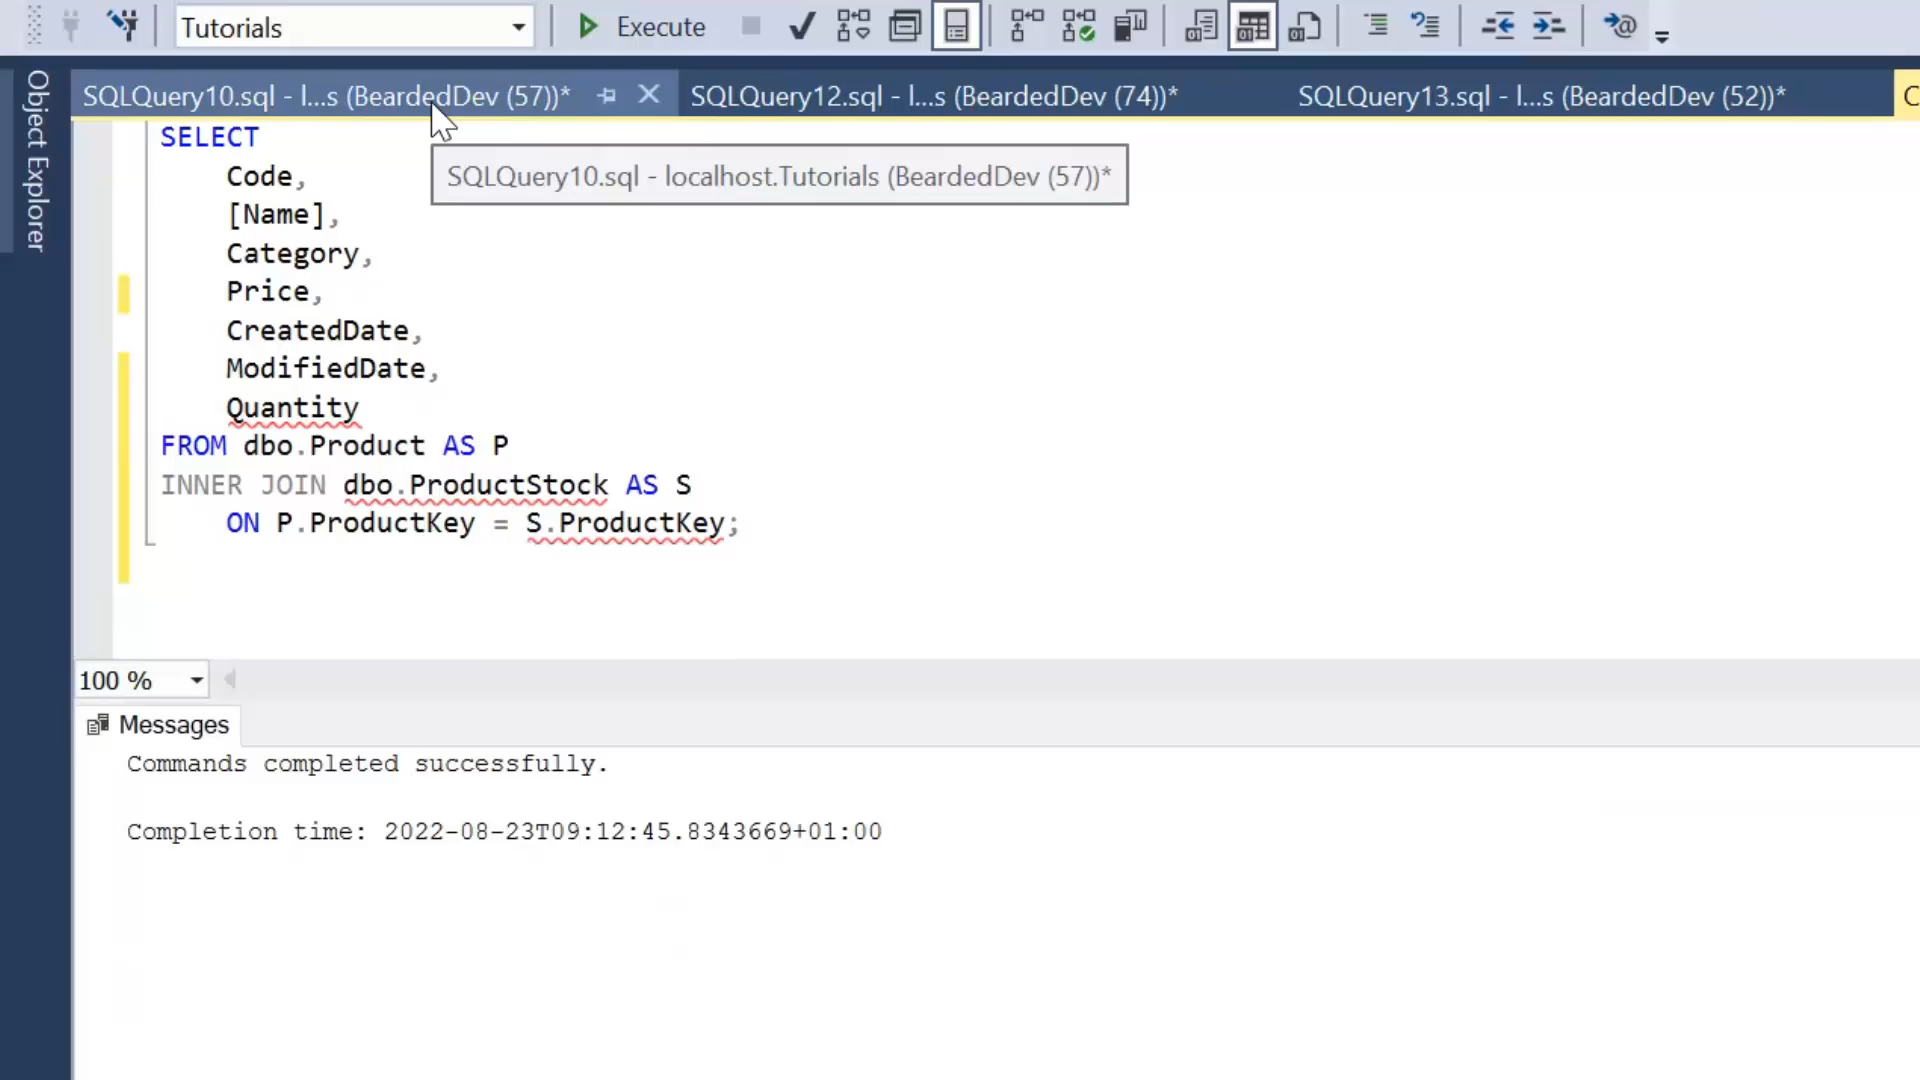 Tutorials
Execute
SQLQuery10.sql - l...s (BeardedDev (57))*
SQLQuery12.sql - l...s (BeardedDev (74))*
SQLQuery13.sql - l...s (BeardedDev (52))*
C
Object Explorer
SQLQuery10.sql - localhost.Tutorials (BeardedDev (57))*
SELECT
Code,
[Name],
Category,
Price,
CreatedDate,
ModifiedDate,
Quantity
FROM dbo.Product AS P
INNER JOIN dbo.ProductStock AS S
ON P.ProductKey = S.ProductKey;
100 %
Messages
Commands completed successfully.
Completion time: 2022-08-23T09:12:45.8343669+01:00